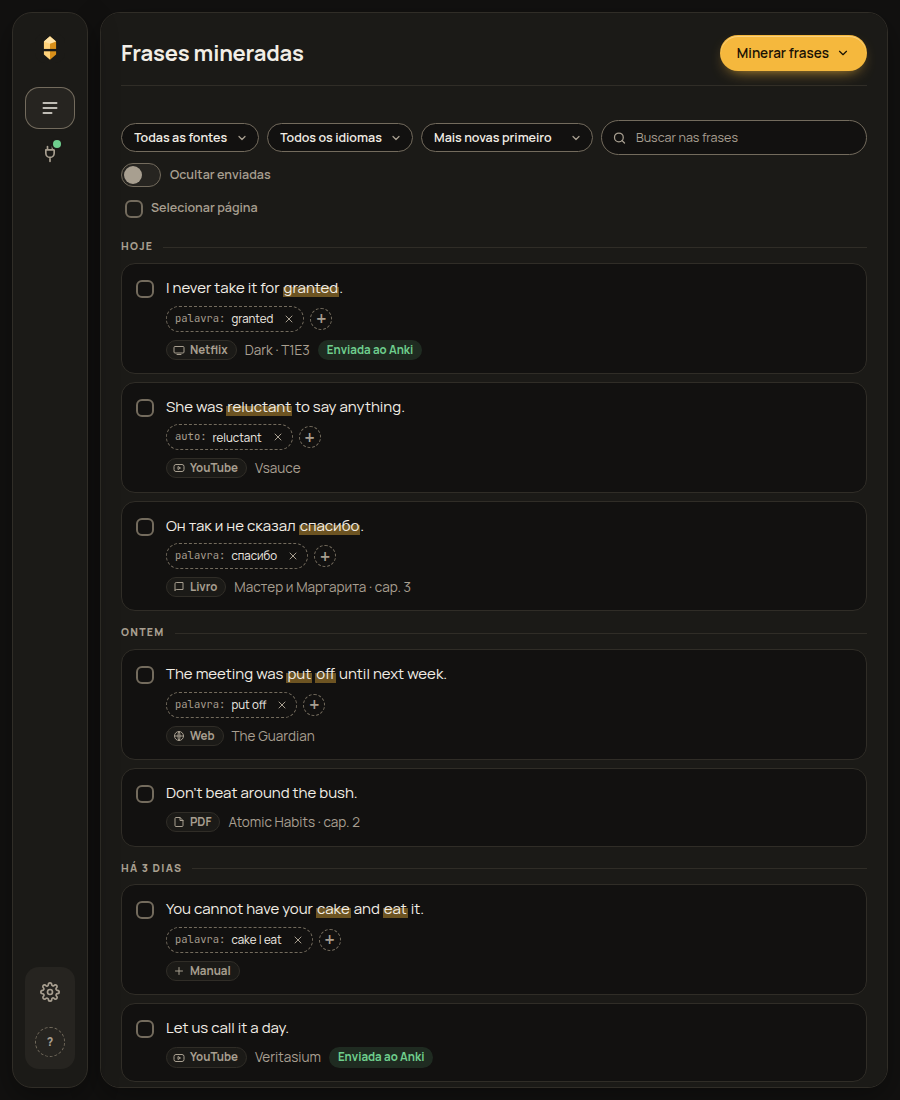 Frases mineradas
Minerar frases
Todas as fontes
Todos os idiomas
Mais novas primeiro
Buscar nas frases
Ocultar enviadas
Selecionar página
HOJE
I never take it for granted.
palavra: granted
Netflix Dark · T1E3 Enviada ao Anki
She was reluctant to say anything.
auto: reluctant
YouTube Vsauce
Он так и не сказал спасибо.
palavra: спасибо
Livro Мастер и Маргарита · cap. 3
ONTEM
The meeting was put off until next week.
palavra: put off
Web The Guardian
Don't beat around the bush.
PDF Atomic Habits · cap. 2
HÁ 3 DIAS
You cannot have your cake and eat it.
palavra: cake | eat
Manual
Let us call it a day.
YouTube Veritasium Enviada ao Anki
?